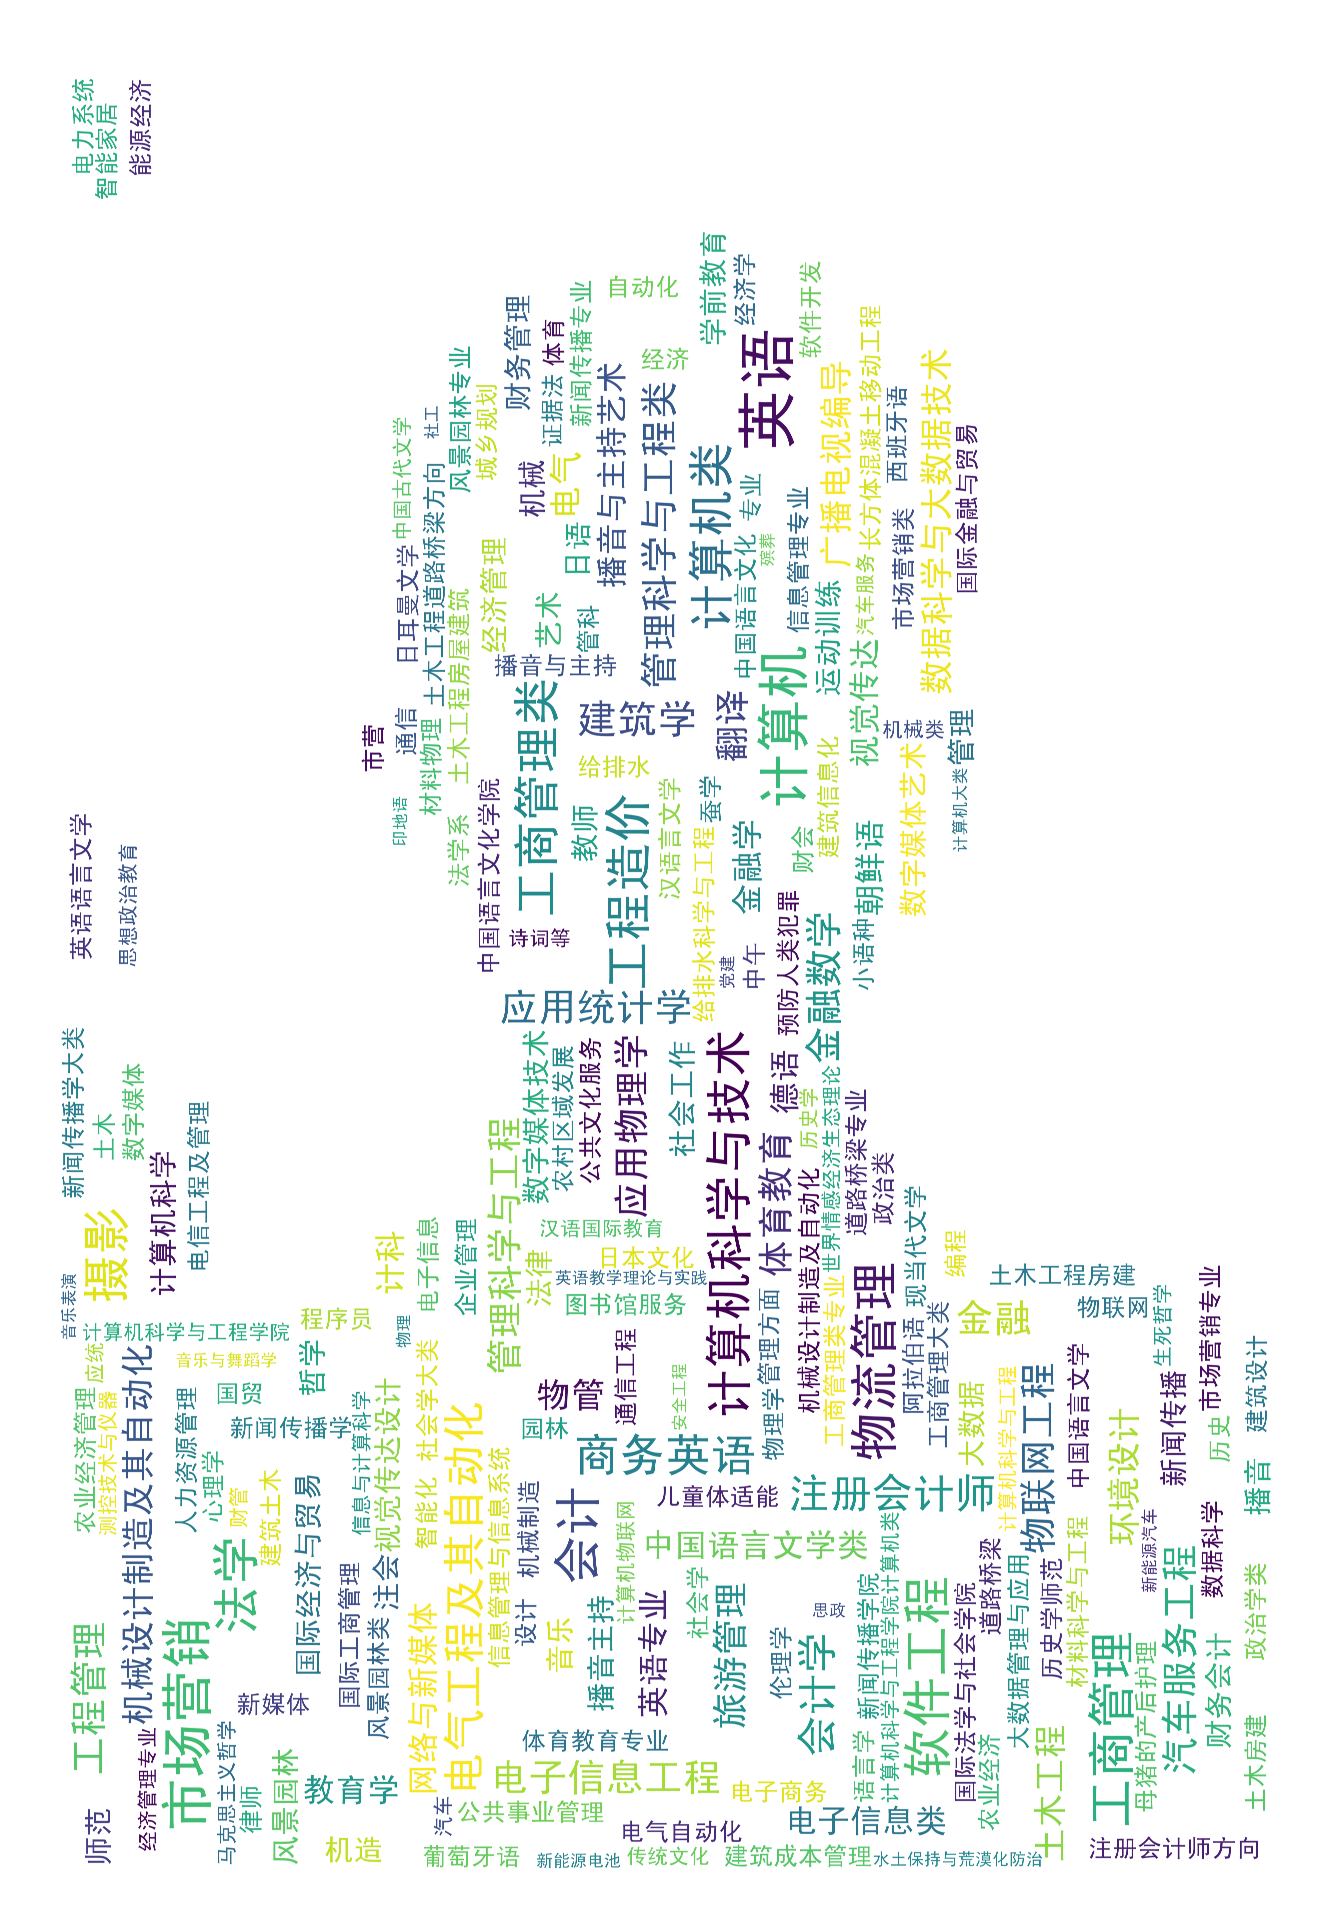 电力系统
智能家居
能源经济
学前教育
经济学
自动化
软件开发
财务管理
体育
新闻传播专业
英语
经济
长方体混凝土移动工程
风景园林专业
证据法
播音与主持艺术
广播电视编导
数据科学与大数据技术
城乡规划
管理科学与工程类
西班牙语
社工
中国古代文学
国际金融与贸易
计算机类
机械
电气
专业
土木工程道路桥梁方向
信息管理专业
市场营销类
日语
殡葬
中国语言文化
经济管理
日耳曼文学
汽车服务
运动训练
土木工程房屋建筑
艺术
管科
播音与主持
视觉传达
计算机
工商管理类
建筑学
翻译
通信
市营
材料物理
机械类
管理
给排水
建筑信息化
数字媒体艺术
计算机大类
印地语
中国语言文化学院
汉语言文学
蚕学
工程造价
教师
法学系
金融学
财会
朝鲜语
英语语言文学
思想政治教育
诗词等
给排水科学与工程
预防人类犯罪
金融数学
小语种
党建
中午
应用统计学
新闻传播学大类
土木
数字媒体
数字媒体技术
农村区域发展
公共文化服务
应用物理学
社会工作
计算机科学与技术
德语
世界情感经济生态理论
历史学
道路桥梁专业
体育教育
管理科学与工程
电信工程及管理
计算机科学
政治类
机械设计制造及自动化
现当代文学
摄影
汉语国际教育
电子信息
企业管理
计科
法律
日本文化
英语教学理论与实践
图书馆服务
编程
土木工程房建
物联网
物流管理
音乐表演
计算机科学与工程学院
程序员
物理
物理学管理方面
工商管理类专业
阿拉伯语
工商管理大类
金融
生死哲学
市场营销专业
应统
音乐与舞蹈学
哲学
国贸
机械设计制造及其自动化
农业经济管理
测控技术与仪器
人力资源管理
新闻传播学
社会学大类
物管
通信工程
安全工程
园林
建筑设计
中国语言文学
物联网工程
计算机科学与工程
大数据
信息与计算科学
视觉传达设计
电气工程及其自动化
信息管理与信息系统
商务英语
新闻传播
历史
环境设计
心理学
财管
建筑土木
国际经济与贸易
智能化
机械制造
会计
儿童体适能
注册会计师
播音
法学
计算机物联网
中国语言文学类
数据科学
新能源汽车
材料科学与工程
汽车服务工程
道路桥梁
大数据管理与应用
历史学师范
计算机科学与工程学院计算机类
新闻传播学院
软件工程
国际法学与社会学院
国际工商管理
风景园林类
注会
网络与新媒体
设计
音乐
播音主持
英语专业
社会学
旅游管理
思政
政治学类
工程管理
市场营销
新媒体
伦理学
会计学
工商管理
母猪的产后护理
财务会计
经济管理专业
马克思主义哲学
律师
风景园林
教育学
体育教育专业
电子信息工程
电子商务
语言学
农业经济
土木工程
土木房建
师范
机造
汽车
公共事业管理
电气自动化
电子信息类
注册会计师方向
葡萄牙语
新能源电池
传统文化
建筑成本管理
水土保持与荒漠化防治